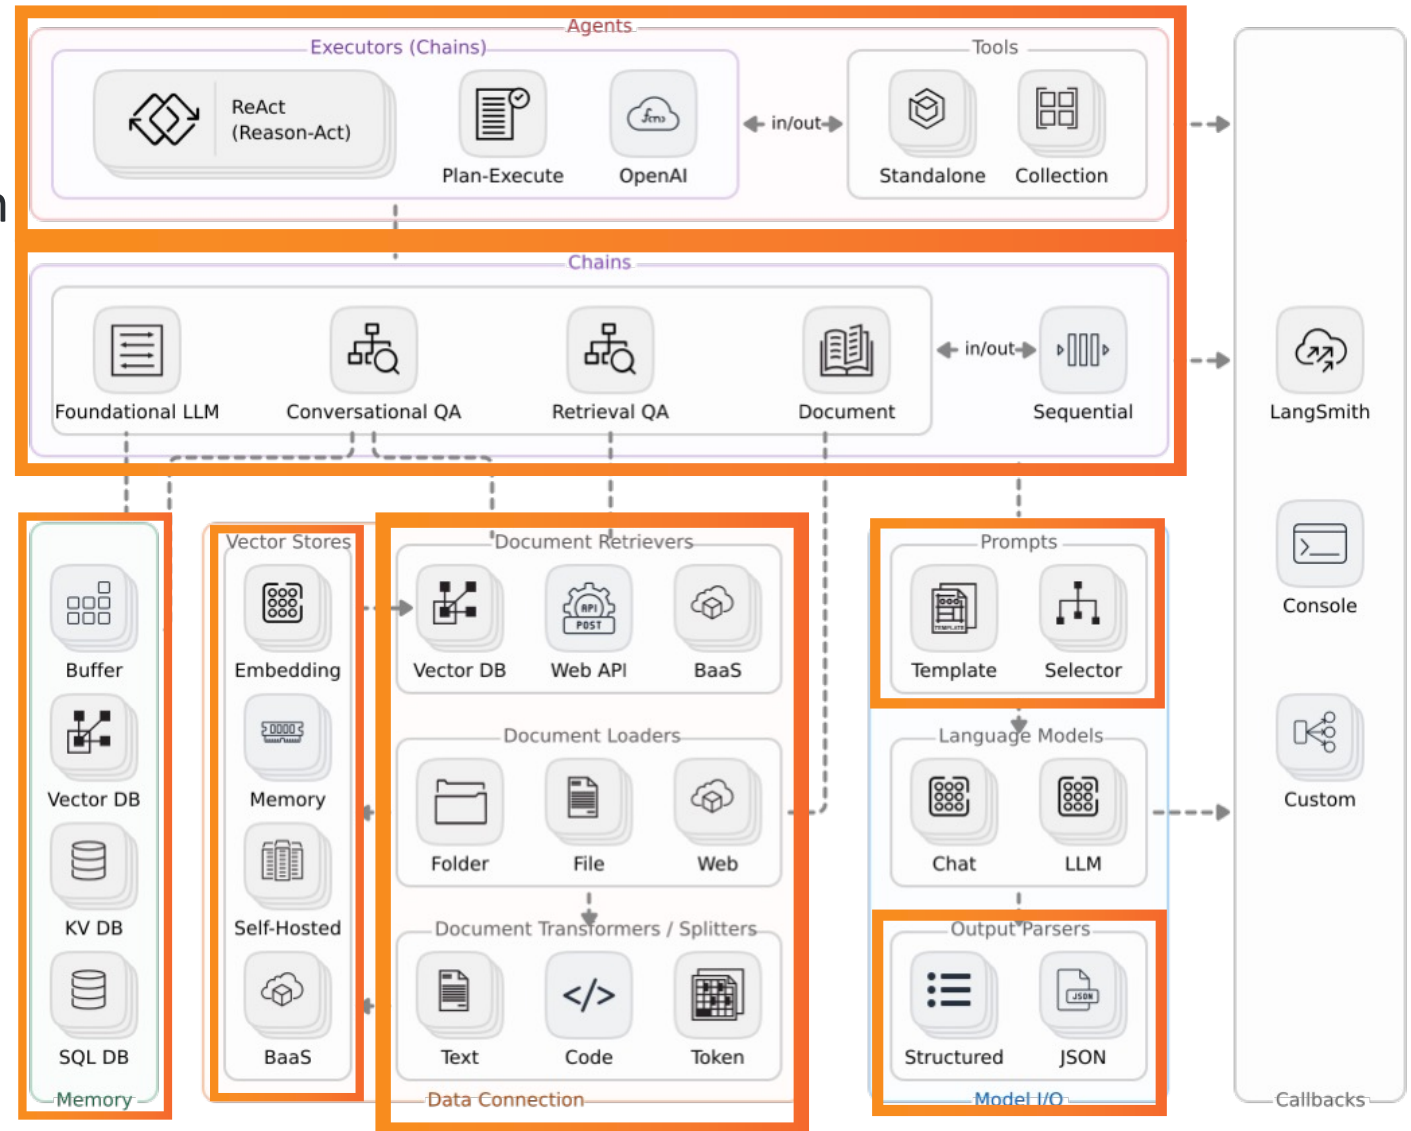 Agents
Executors (Chains)
Tools
ReAct
(Reason-Act)
Plan-Execute
OpenAI
in/out
Standalone
Collection
n
Chains
Foundational LLM
Conversational QA
Retrieval QA
Document
in/out
Sequential
LangSmith
Console
Custom
Callbacks
Buffer
Vector DB
KV DB
SQL DB
Memory
Vector Stores
Embedding
Memory
Self-Hosted
BaaS
Document Retrievers
Vector DB
API
POST
Web API
BaaS
Document Loaders
Folder
File
Web
Document Transformers / Splitters
Text
</>
Code
Token
Data Connection
Prompts
TEMPLATE
Template
Selector
Language Models
Chat
LLM
Output Parsers
Structured
JSON
JSON
Model I/O